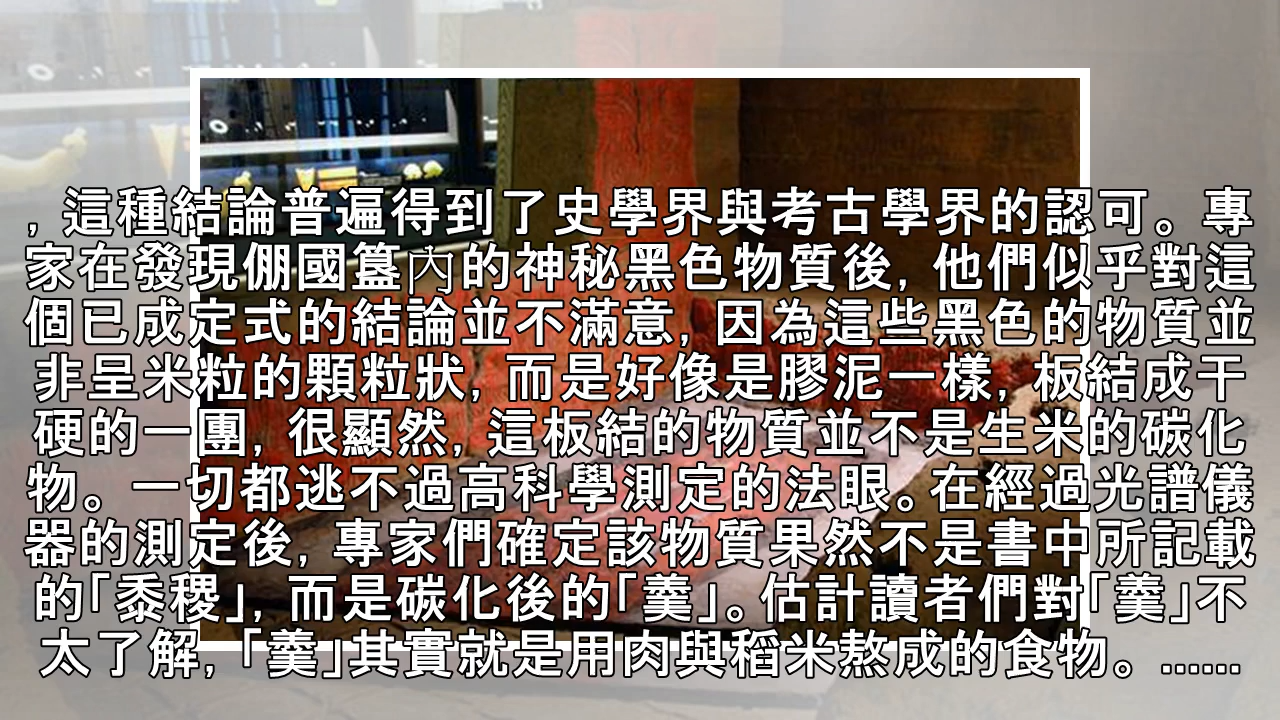 ，這種結論普遍得到了史學界與考古學界的認可。專
家在發現倗國簋內的神秘黑色物質後，他們似乎對這
個已成定式的結論並不滿意，因為這些黑色的物質並
非呈米粒的顆粒狀，而是好像是膠泥一樣，板結成干
硬的一團，很顯然，這板結的物質並不是生米的碳化
物。一切都逃不過高科學測定的法眼。在經過光譜儀
器的測定後，專家們確定該物質果然不是書中所記載
的「黍稷」，而是碳化後的「羹」。估計讀者們對「羹」不
太了解，「羹」其實就是用肉與稻米熬成的食物。......